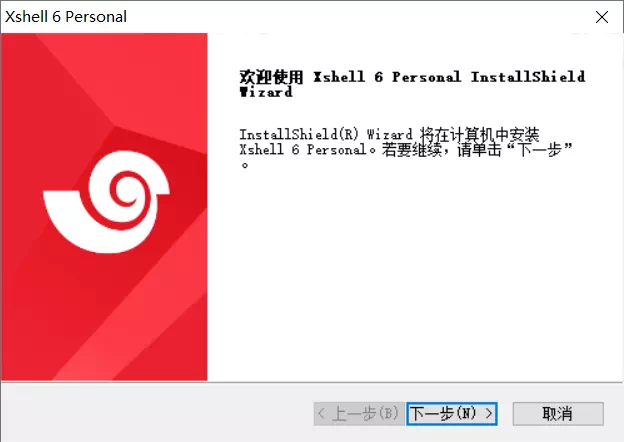 Xshell 6 Personal
欢迎使用 Xshell 6 Personal InstallShield
Wizard
InstallShield(R) Wizard 将在计算机中安装
Xshell 6 Personal。若要继续，请单击“下一步”
。
< 上一步(B) 下一步(N) > 取消